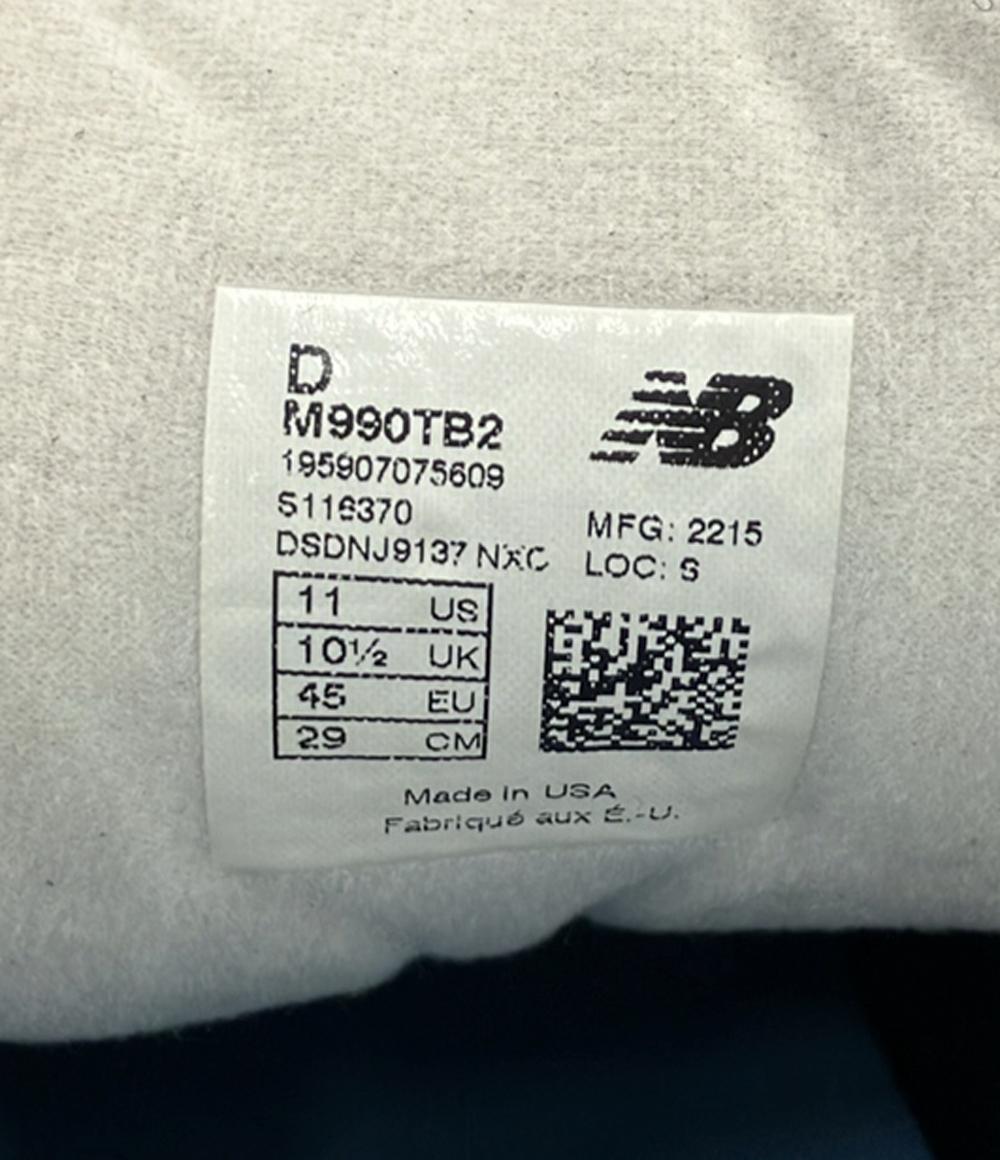 D
M990TB2
195907075609
S116370
DSDNJ9137 NXC
NB
MFG: 2215
LOC: S
11 US
10½ UK
45 EU
29 CM
Made in USA
Fabriqué aux É.-U.